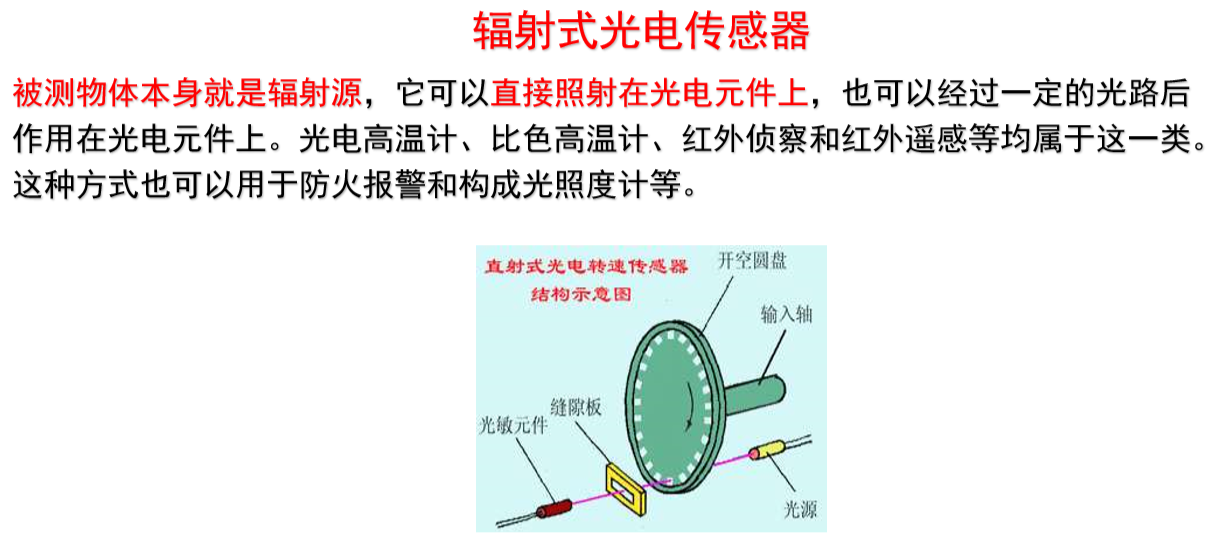 辐射式光电传感器
被测物体本身就是辐射源，它可以直接照射在光电元件上，也可以经过一定的光路后
作用在光电元件上。光电高温计、比色高温计、红外侦察和红外遥感等均属于这一类。
这种方式也可以用于防火报警和构成光照度计等。
直射式光电转速传感器
结构示意图
开空圆盘
输入轴
缝隙板
光敏元件
光源